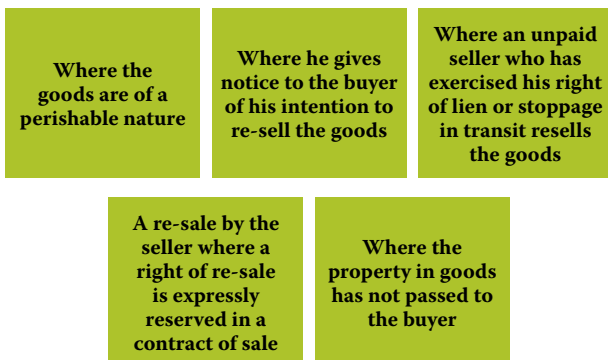 Where the
goods are of a
perishable nature
Where he gives
notice to the buyer
of his intention to
re-sell the goods
Where an unpaid
seller who has
exercised his right
of lien or stoppage
in transit resells
the goods
A re-sale by the
seller where a
right of re-sale
is expressly
reserved in a
contract of sale
Where the
property in goods
has not passed to
the buyer